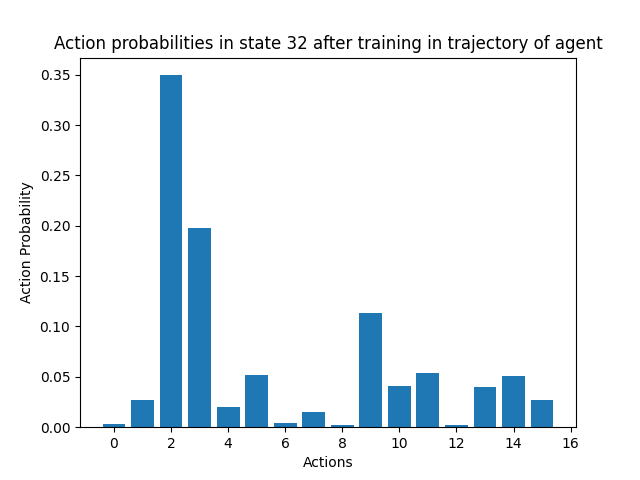 Action probabilities in state 32 after training in trajectory of agent
0.35
0.30
0.25
0.20
0.15
0.10
0.05
0.00
Action Probability
0 2 4 6 8 10 12 14 16
Actions